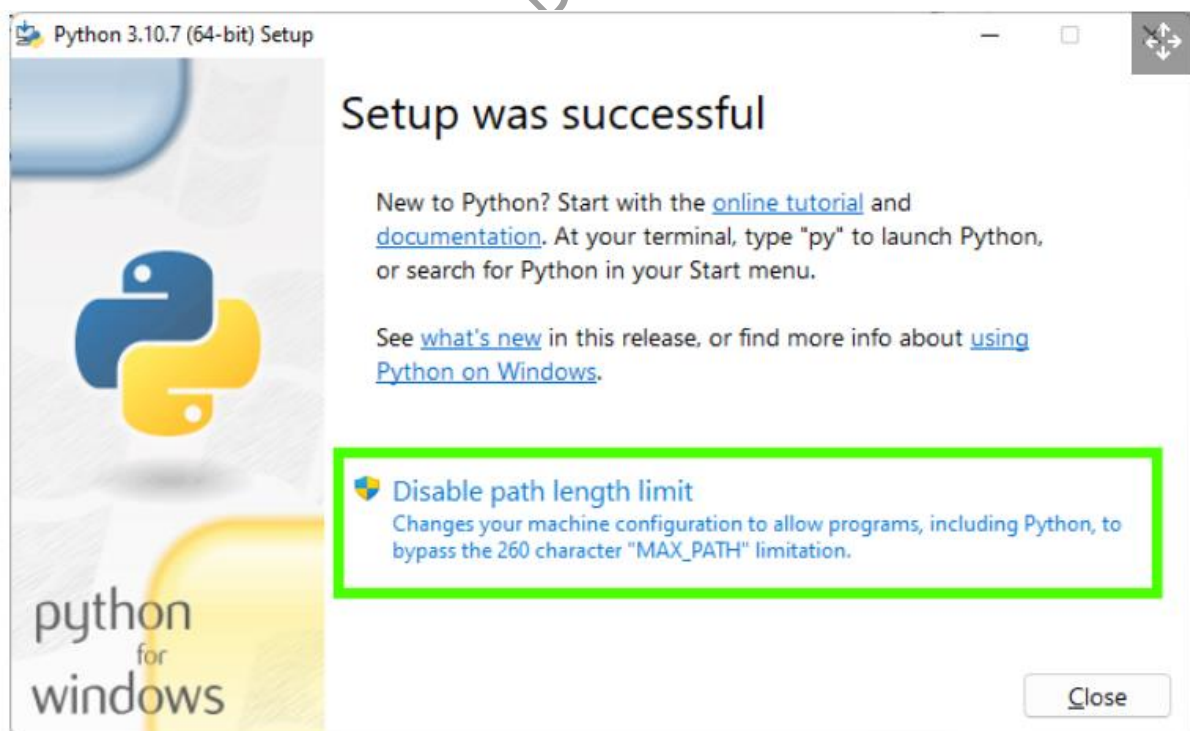 Python 3.10.7 (64-bit) Setup
Setup was successful
New to Python? Start with the online tutorial and
documentation. At your terminal, type "py" to launch Python,
or search for Python in your Start menu.
See what's new in this release, or find more info about using
Python on Windows.
Disable path length limit
Changes your machine configuration to allow programs, including Python, to
bypass the 260 character "MAX_PATH" limitation.
python
for
windows
Close